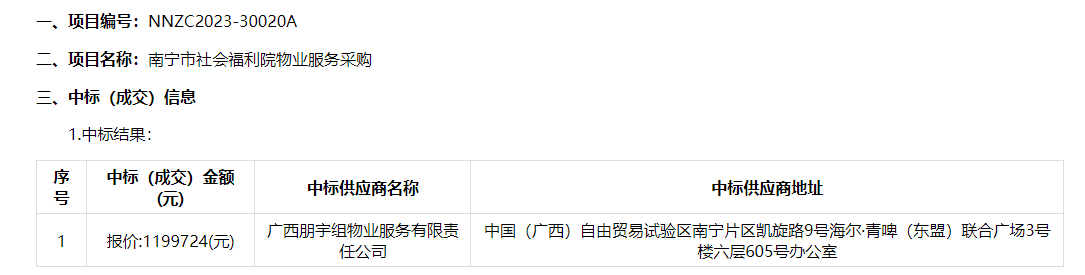 一、项目编号：NNZC2023-30020A
二、项目名称：南宁市社会福利院物业服务采购
三、中标（成交）信息
1.中标结果：
序号
中标（成交）金额(元)
中标供应商名称
中标供应商地址
1
报价:1199724(元)
广西朋宇组物业服务有限责
任公司
中国（广西）自由贸易试验区南宁片区凯旋路9号海尔·青啤（东盟）联合广场3号
楼六层605号办公室